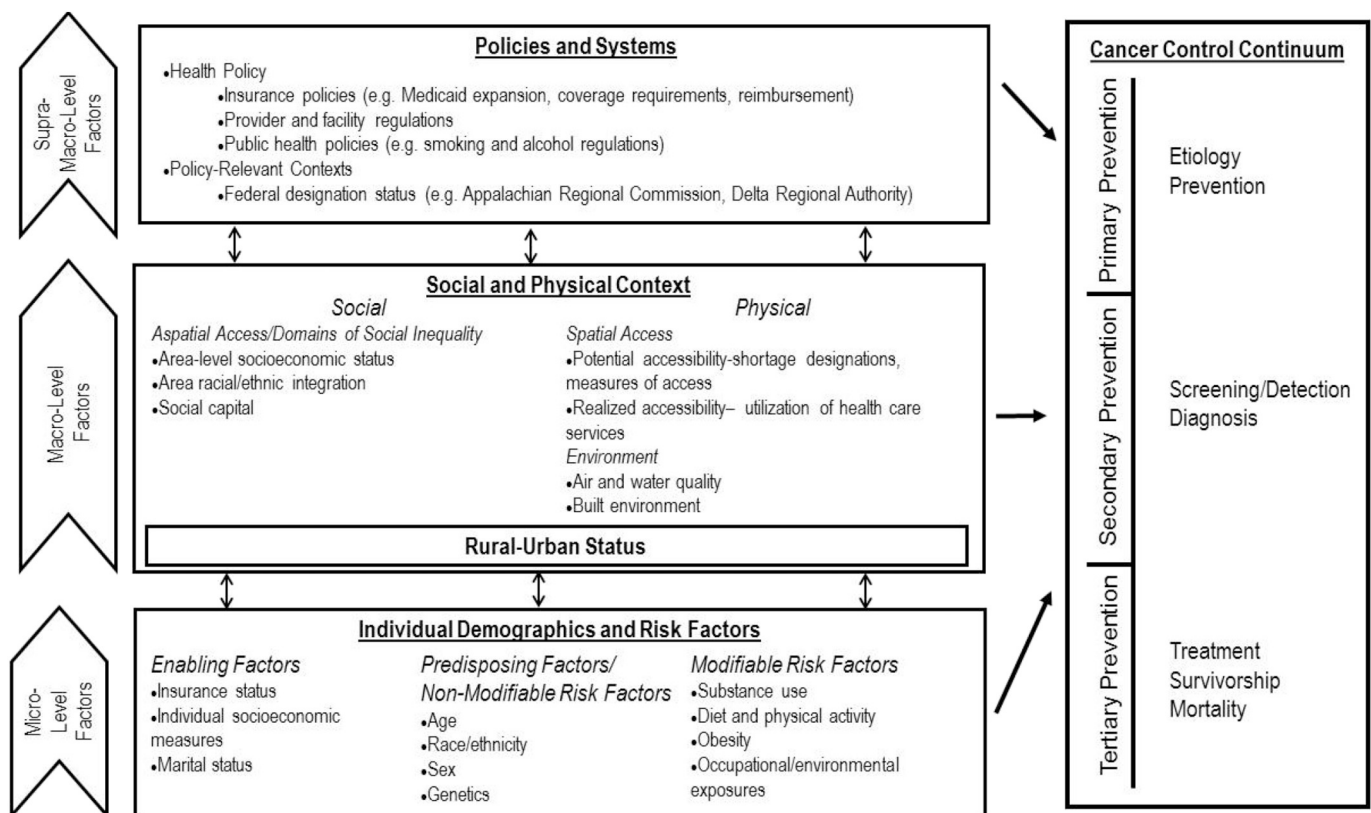 Supra-
Macro-Level
Factors
Policies and Systems
•Health Policy
•Insurance policies (e.g. Medicaid expansion, coverage requirements, reimbursement)
•Provider and facility regulations
•Public health policies (e.g. smoking and alcohol regulations)
•Policy-Relevant Contexts
•Federal designation status (e.g. Appalachian Regional Commission, Delta Regional Authority)
Macro-Level
Factors
Social and Physical Context
Social
Aspatial Access/Domains of Social Inequality
•Area-level socioeconomic status
•Area racial/ethnic integration
•Social capital
Physical
Spatial Access
•Potential accessibility-shortage designations,
measures of access
•Realized accessibility– utilization of health care
services
Environment
•Air and water quality
•Built environment
Rural-Urban Status
Micro-
Level
Factors
Individual Demographics and Risk Factors
Enabling Factors
•Insurance status
•Individual socioeconomic
measures
•Marital status
Predisposing Factors/
Non-Modifiable Risk Factors
•Age
•Race/ethnicity
•Sex
•Genetics
Modifiable Risk Factors
•Substance use
•Diet and physical activity
•Obesity
•Occupational/environmental
exposures
Cancer Control Continuum
Primary Prevention
Etiology
Prevention
Secondary Prevention
Screening/Detection
Diagnosis
Tertiary Prevention
Treatment
Survivorship
Mortality